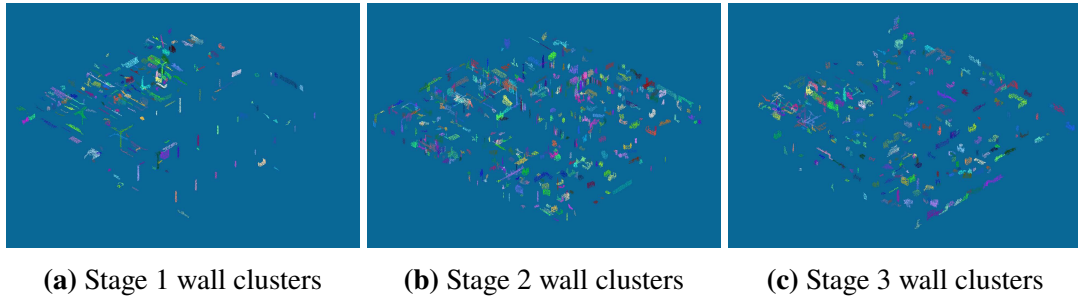 (a) Stage 1 wall clusters
(b) Stage 2 wall clusters
(c) Stage 3 wall clusters